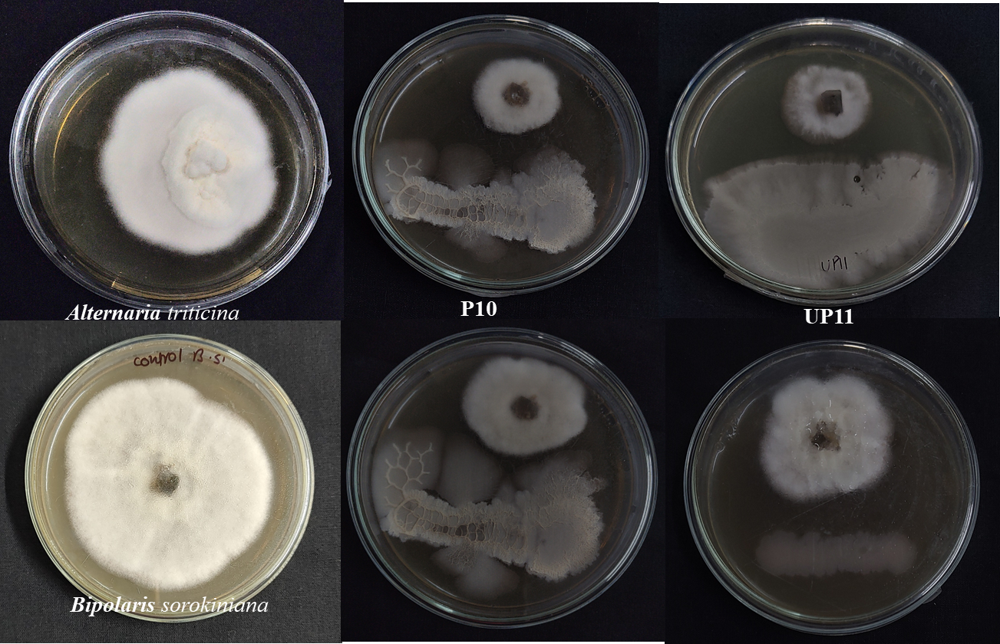 UP11
Alternaria triticina
P10
UP11
control B.S.
Bipolaris sorokiniana